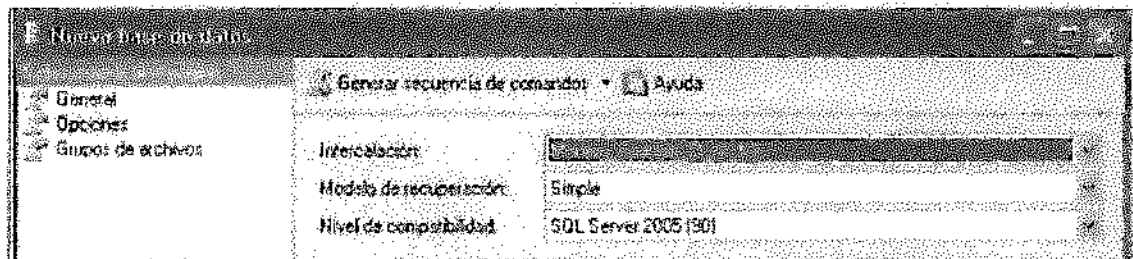 Nueva base de datos
Generar secuencia de comandos Ayuda
General
Opciones
Grupos de archivos
Intercalación:
Modelo de recuperación: Simple
Nivel de compatibilidad: SQL Server 2005 (90)